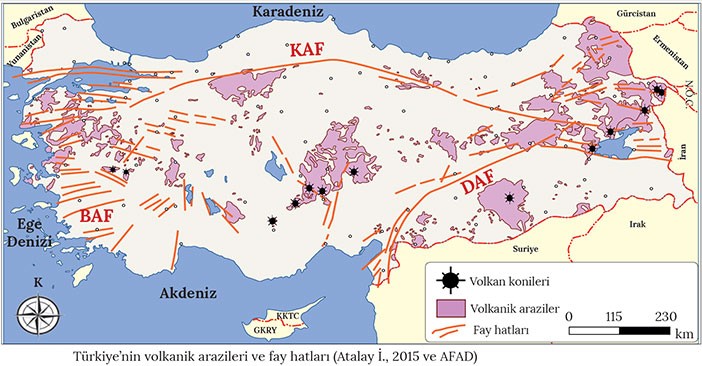 Bulgaristan
Karadeniz
Gürcistan
Yunanistan
Ermenistan
KAF
N.Ö.C.
İran
DAF
BAF
Ege
Denizi
Irak
Suriye
K
Akdeniz
KKTC
GKRY
Volkan konileri
Volkanik araziler
Fay hatları
0 115 230
km
Türkiye'nin volkanik arazileri ve fay hatları (Atalay İ., 2015 ve AFAD)